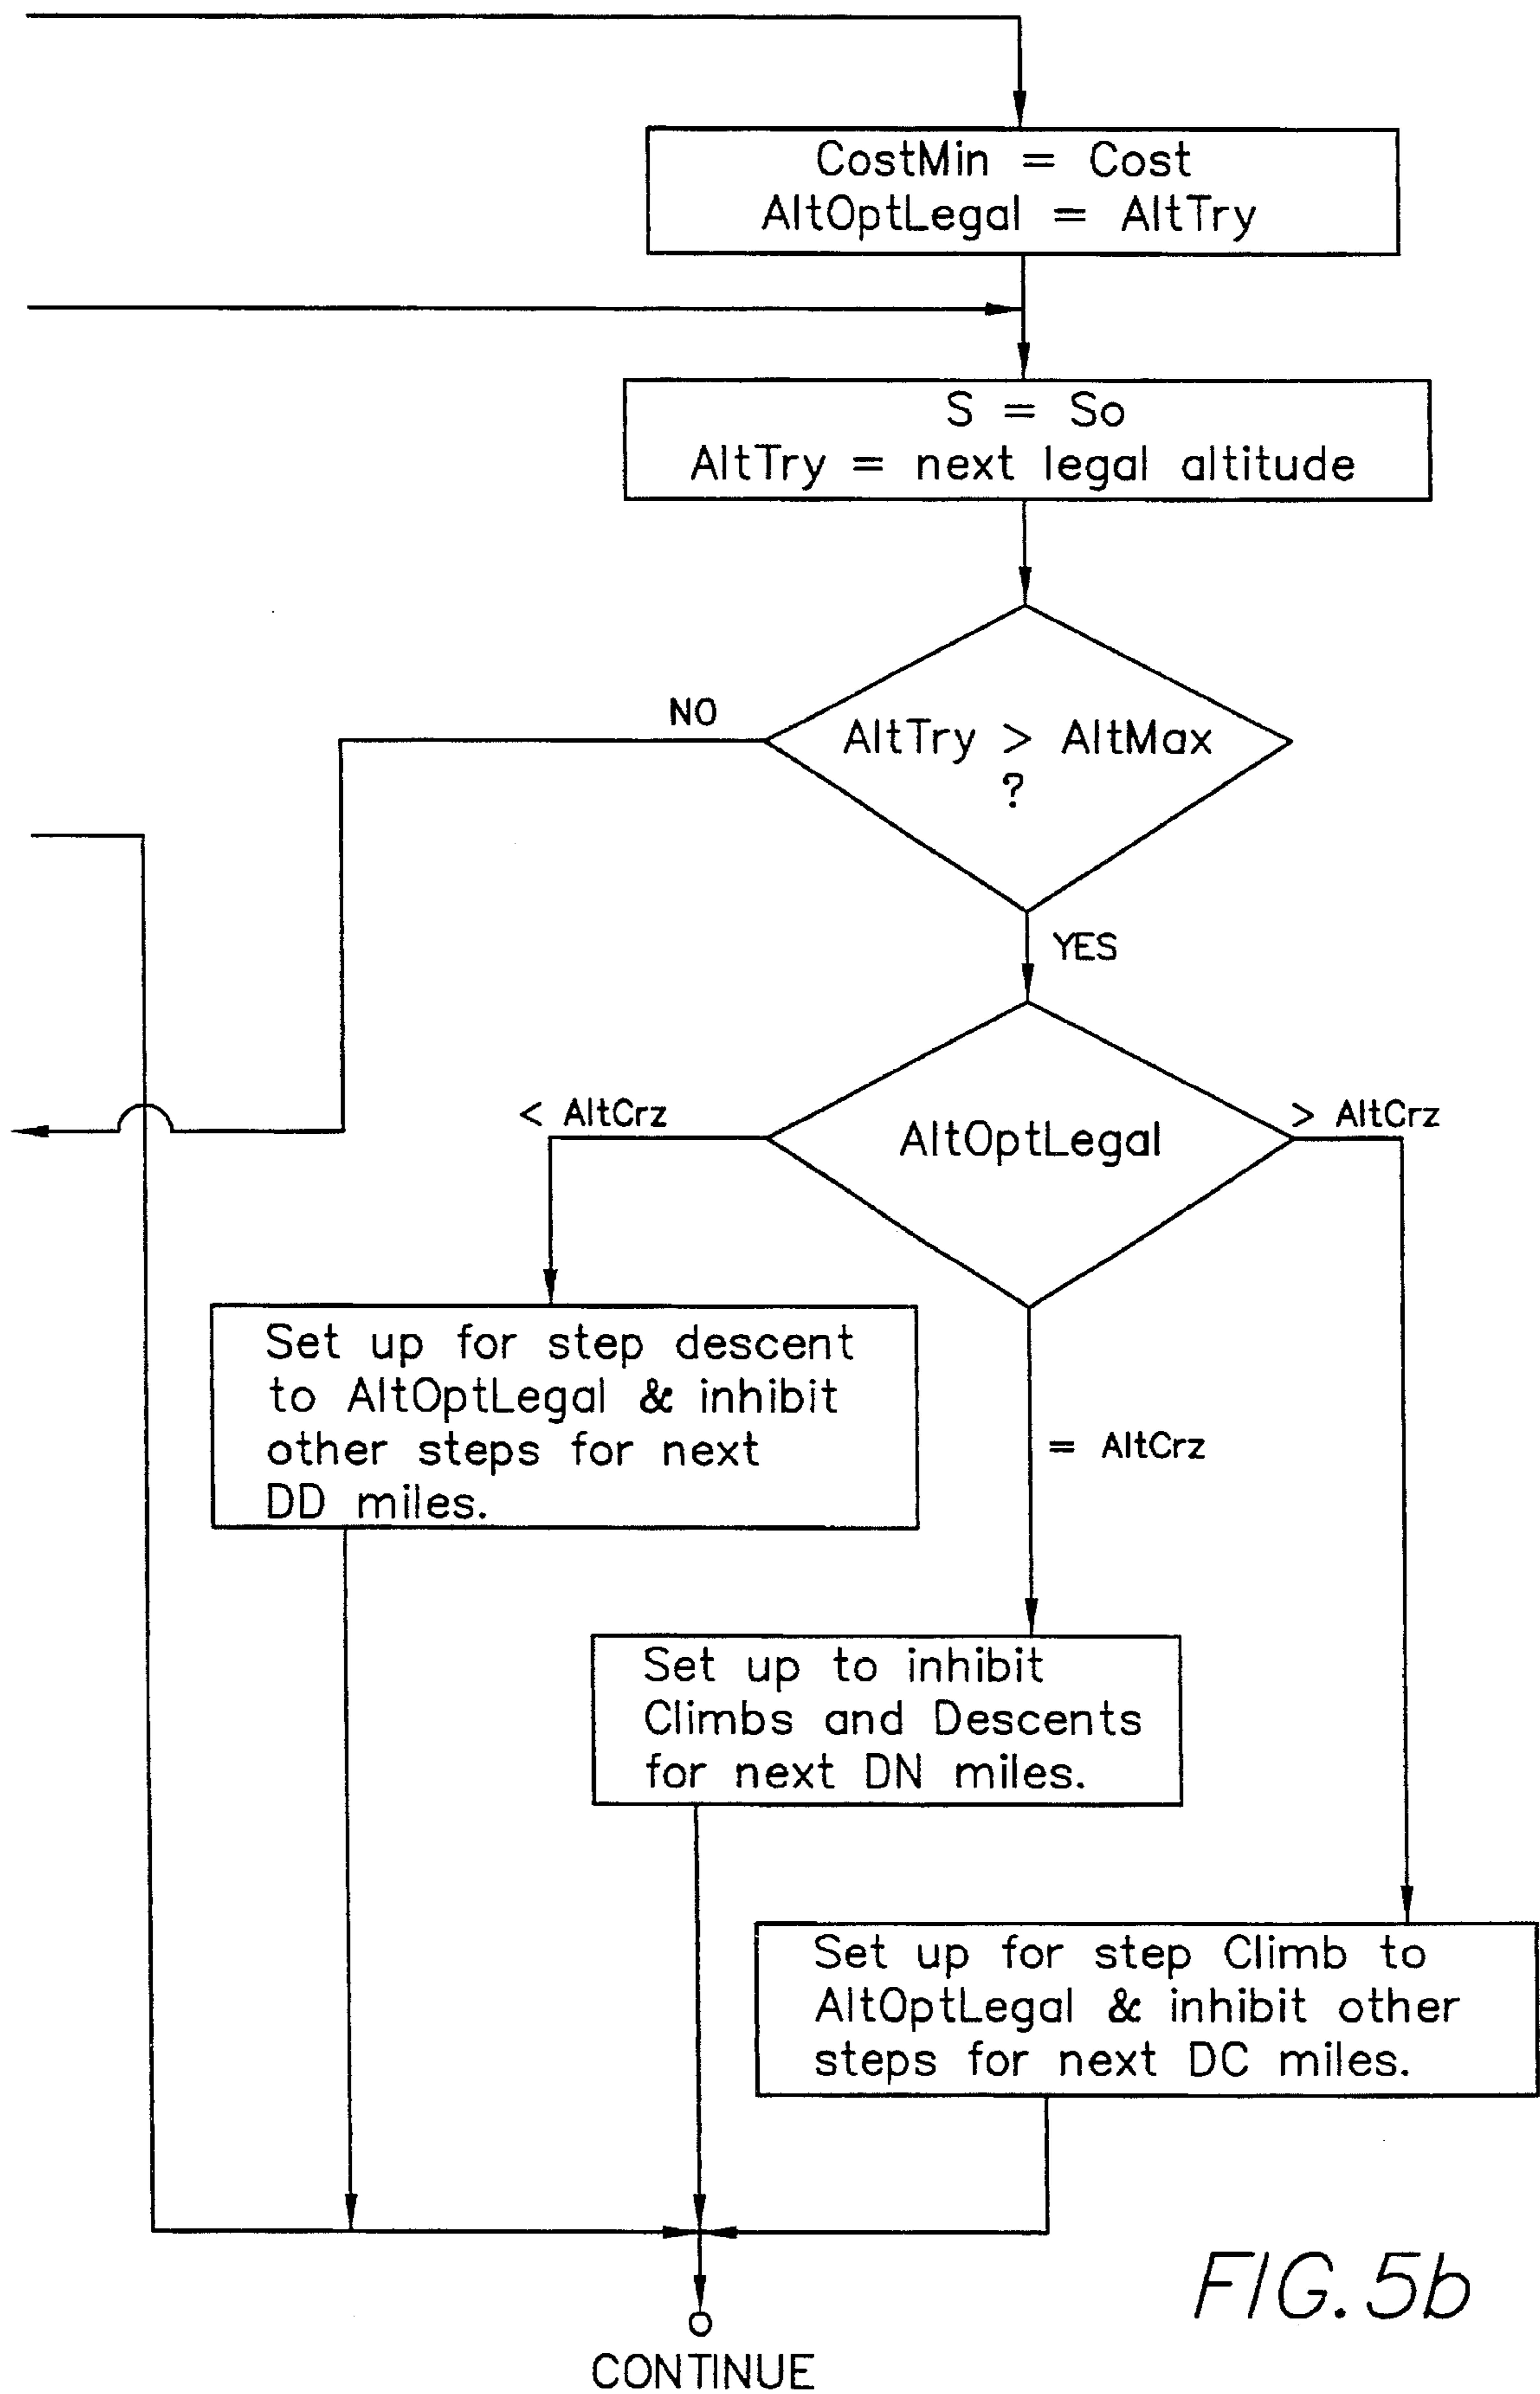 CostMin = Cost
AltOptLegal = AltTry
S = So
AltTry = next legal altitude
NO
AltTry > AltMax
?
YES
< AltCrz
AltOptLegal
> AltCrz
Set up for step descent
to AltOptLegal & inhibit
other steps for next
DD miles.
= AltCrz
Set up to inhibit
Climbs and Descents
for next DN miles.
Set up for step Climb to
AltOptLegal & inhibit other
steps for next DC miles.
CONTINUE
FIG. 5b